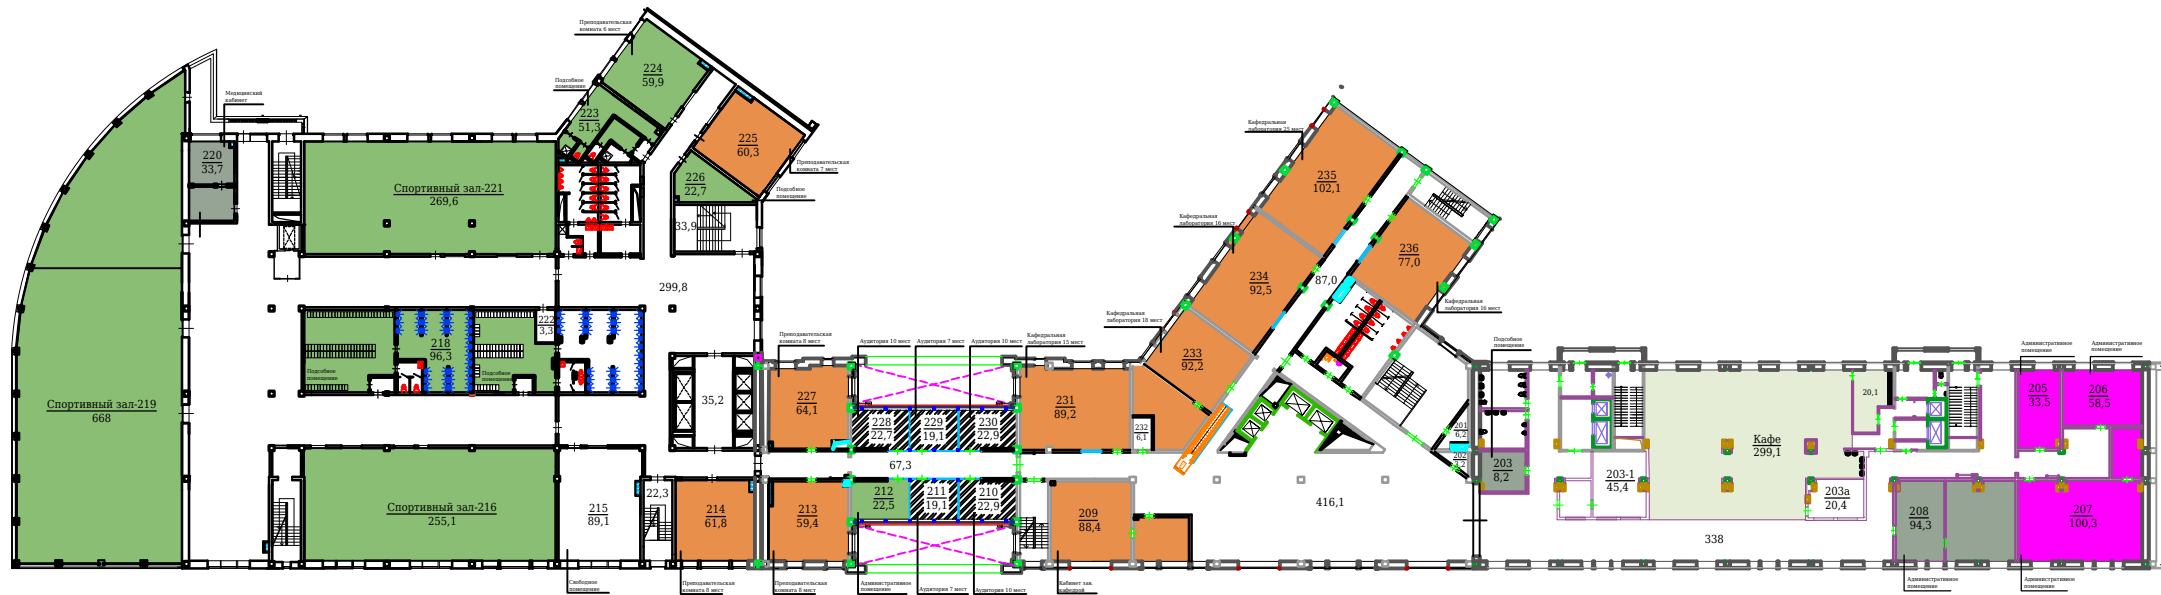 Преподавательская
комната 6 мест
Подсобное
помещение
Медицинский
кабинет
224
59,9
223
51,3
225
60,3
226
22,7
Преподавательская
комната 7 мест
Подсобное
помещение
220
33,7
Спортивный зал-221
269,6
33,9
299,8
222
3,3
218
96,3
Подсобное
помещение
Подсобное
помещение
Спортивный зал-219
668
35,2
Спортивный зал-216
255,1
215
89,1
22,3
214
61,8
Свободное
помещение
Преподавательская
комната 8 мест
Преподавательская
комната 8 мест
Преподавательская
комната 8 мест
Аудитория 10 мест
Аудитория 7 мест
Аудитория 10 мест
Кафедральная
лаборатория 15 мест
227
64,1
228
22,7
229
19,1
230
22,9
231
89,2
232
6,1
67,3
213
59,4
212
22,5
211
19,1
210
22,9
209
88,4
Административное
помещение
Аудитория 7 мест
Аудитория 10 мест
Кабинет зав.
кафедрой
Кафедральная
лаборатория 25 мест
Кафедральная
лаборатория 16 мест
Кафедральная
лаборатория 18 мест
Кафедральная
лаборатория 16 мест
235
102,1
234
92,5
233
92,2
236
77,0
87,0
416,1
201
6,2
202
2,2
Подсобное
помещение
203
8,2
203-1
45,4
Кафе
299,1
203а
20,4
20,1
338
Административное
помещение
Административное
помещение
205
33,5
206
58,5
207
100,3
208
94,3
Административное
помещение
Административное
помещение